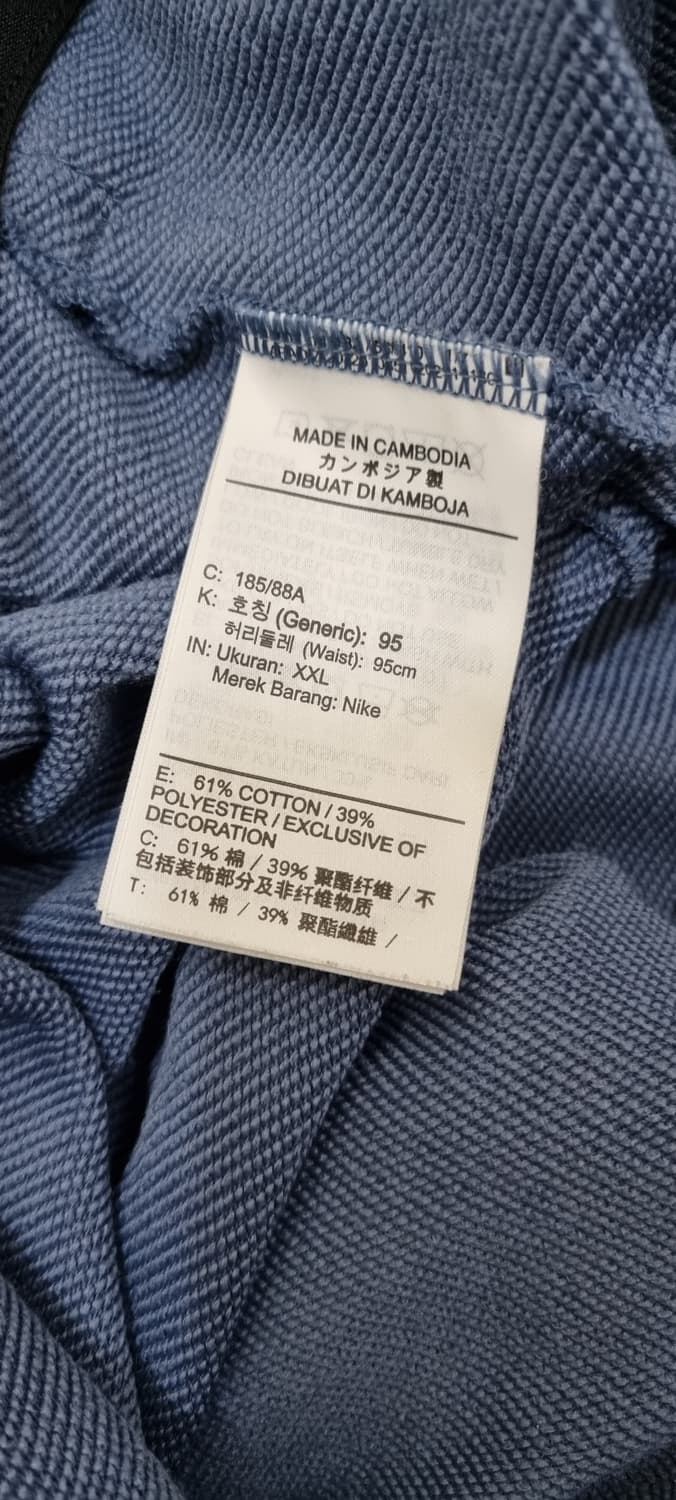 MADE IN CAMBODIA
カンボジア製
DIBUAT DI KAMBOJA
C: 185/88A
K: 호칭 (Generic): 95
허리둘레 (Waist): 95cm
IN: Ukuran: XXL
Merek Barang: Nike
E: 61% COTTON / 39%
POLYESTER / EXCLUSIVE OF
DECORATION
C: 61% 棉 / 39% 聚酯纤维 / 不
包括装饰部分及非纤维物质
T: 61% 棉 / 39% 聚酯纖維 /